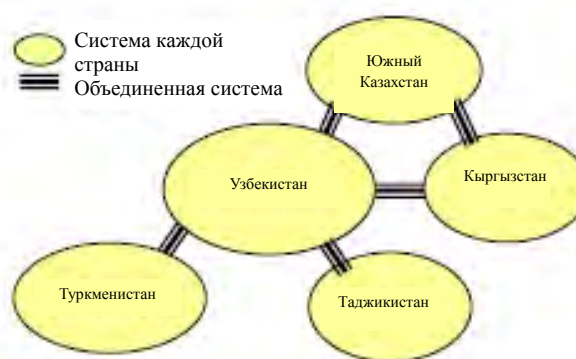 Система каждой
страны
Объединенная система
Южный
Казахстан
Узбекистан
Кыргызстан
Туркменистан
Таджикистан